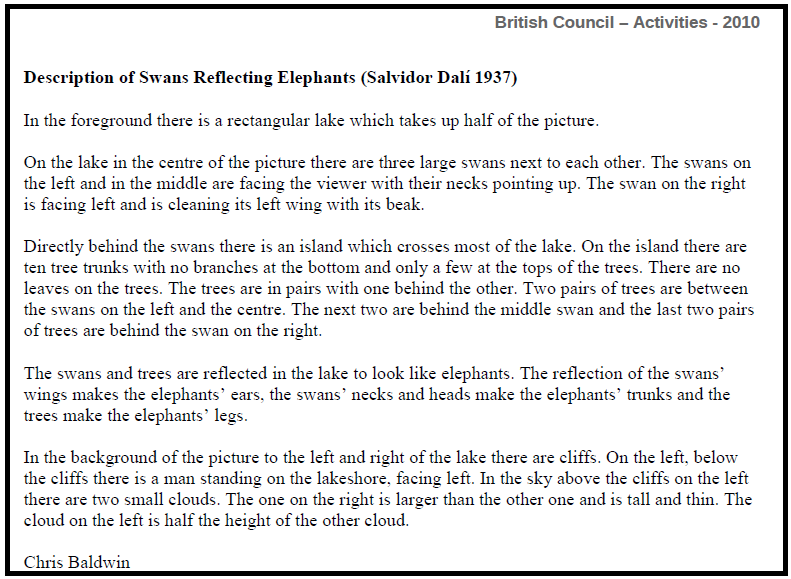 British Council – Activities - 2010
Description of Swans Reflecting Elephants (Salvidor Dalí 1937)
In the foreground there is a rectangular lake which takes up half of the picture.
On the lake in the centre of the picture there are three large swans next to each other. The swans on
the left and in the middle are facing the viewer with their necks pointing up. The swan on the right
is facing left and is cleaning its left wing with its beak.
Directly behind the swans there is an island which crosses most of the lake. On the island there are
ten tree trunks with no branches at the bottom and only a few at the tops of the trees. There are no
leaves on the trees. The trees are in pairs with one behind the other. Two pairs of trees are between
the swans on the left and the centre. The next two are behind the middle swan and the last two pairs
of trees are behind the swan on the right.
The swans and trees are reflected in the lake to look like elephants. The reflection of the swans’
wings makes the elephants’ ears, the swans’ necks and heads make the elephants’ trunks and the
trees make the elephants’ legs.
In the background of the picture to the left and right of the lake there are cliffs. On the left, below
the cliffs there is a man standing on the lakeshore, facing left. In the sky above the cliffs on the left
there are two small clouds. The one on the right is larger than the other one and is tall and thin. The
cloud on the left is half the height of the other cloud.
Chris Baldwin